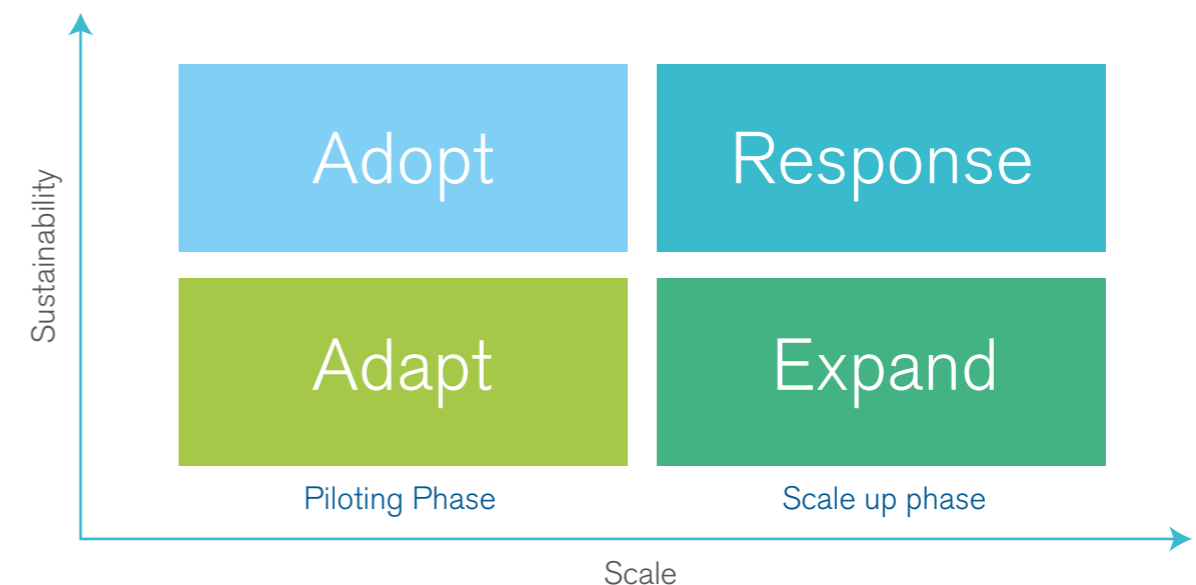 Sustainability
Adopt
Response
Adapt
Expand
Piloting Phase
Scale up phase
Scale